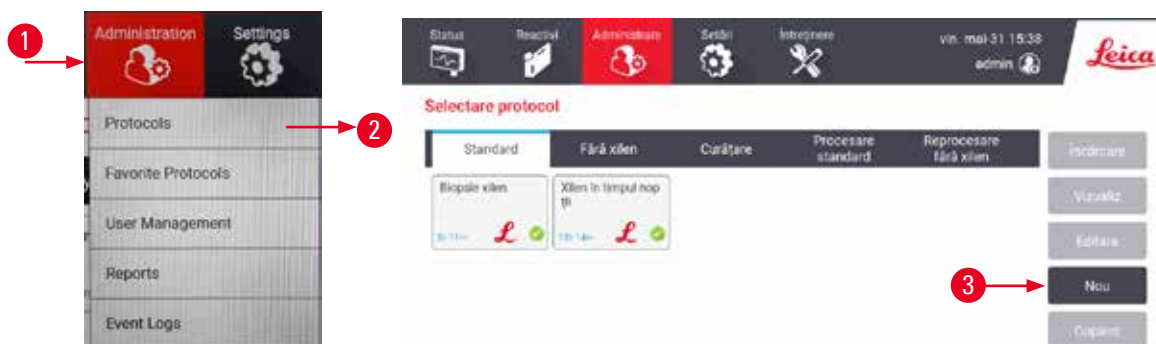 1
Administration
Settings
Protocols
2
Favorite Protocols
User Management
Reports
Event Logs
Status
Reactivi
Administrare
Setări
Întreținere
vin. mai 31 15:38
admin
Leica
Selectare protocol
Standard
Fără xilen
Curățare
Procesare
standard
Reprocesare
fără xilen
Încărcare
Biopsie xilen
Xilen în timpul nop
ții
L
L
Vizualiz.
Editare
3
Nou
Copiere